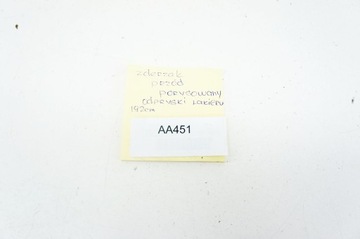 zderzak
przód
porysowany
odpryski lakieru
192cm
AA451